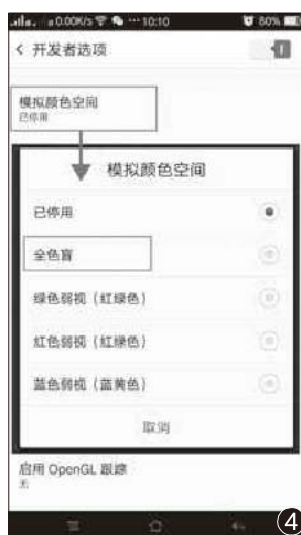 0.00K/s 10:10 80%
开发者选项
模拟颜色空间
已停用
模拟颜色空间
已停用
全色盲
绿色弱视（红绿色）
红色弱视（红绿色）
蓝色弱视（蓝黄色）
取消
启用 OpenGL 跟踪
无
④